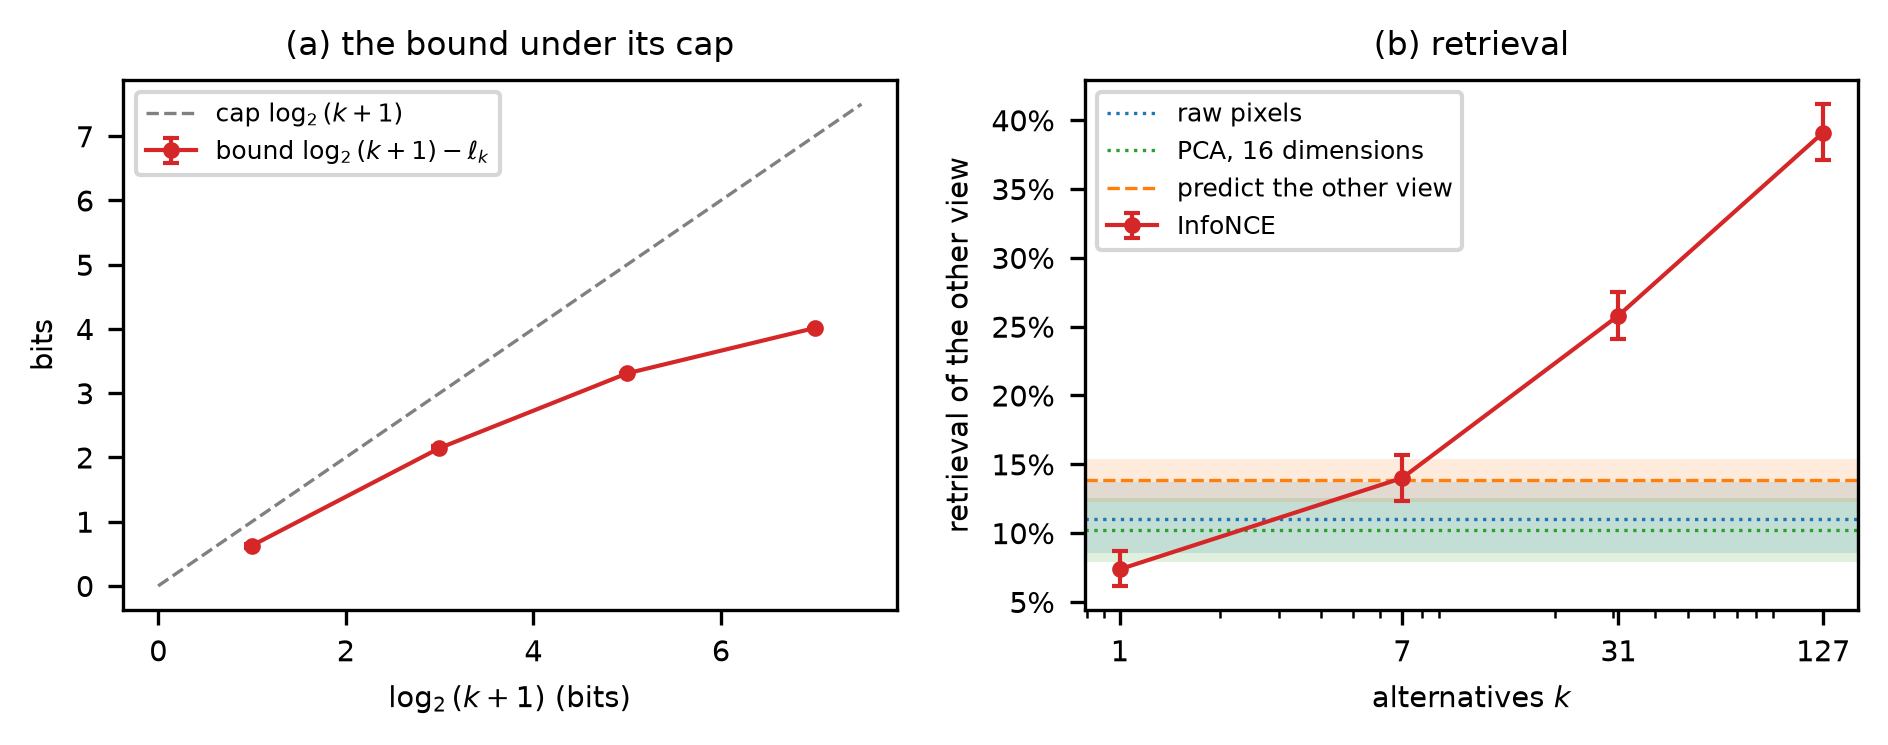 (a) the bound under its cap
cap log₂ (k + 1)
bound log₂ (k + 1) − ℓₖ
bits
7
6
5
4
3
2
1
0
0 2 4 6
log₂ (k + 1) (bits)
(b) retrieval
raw pixels
PCA, 16 dimensions
predict the other view
InfoNCE
retrieval of the other view
40%
35%
30%
25%
20%
15%
10%
5%
1 7 31 127
alternatives k